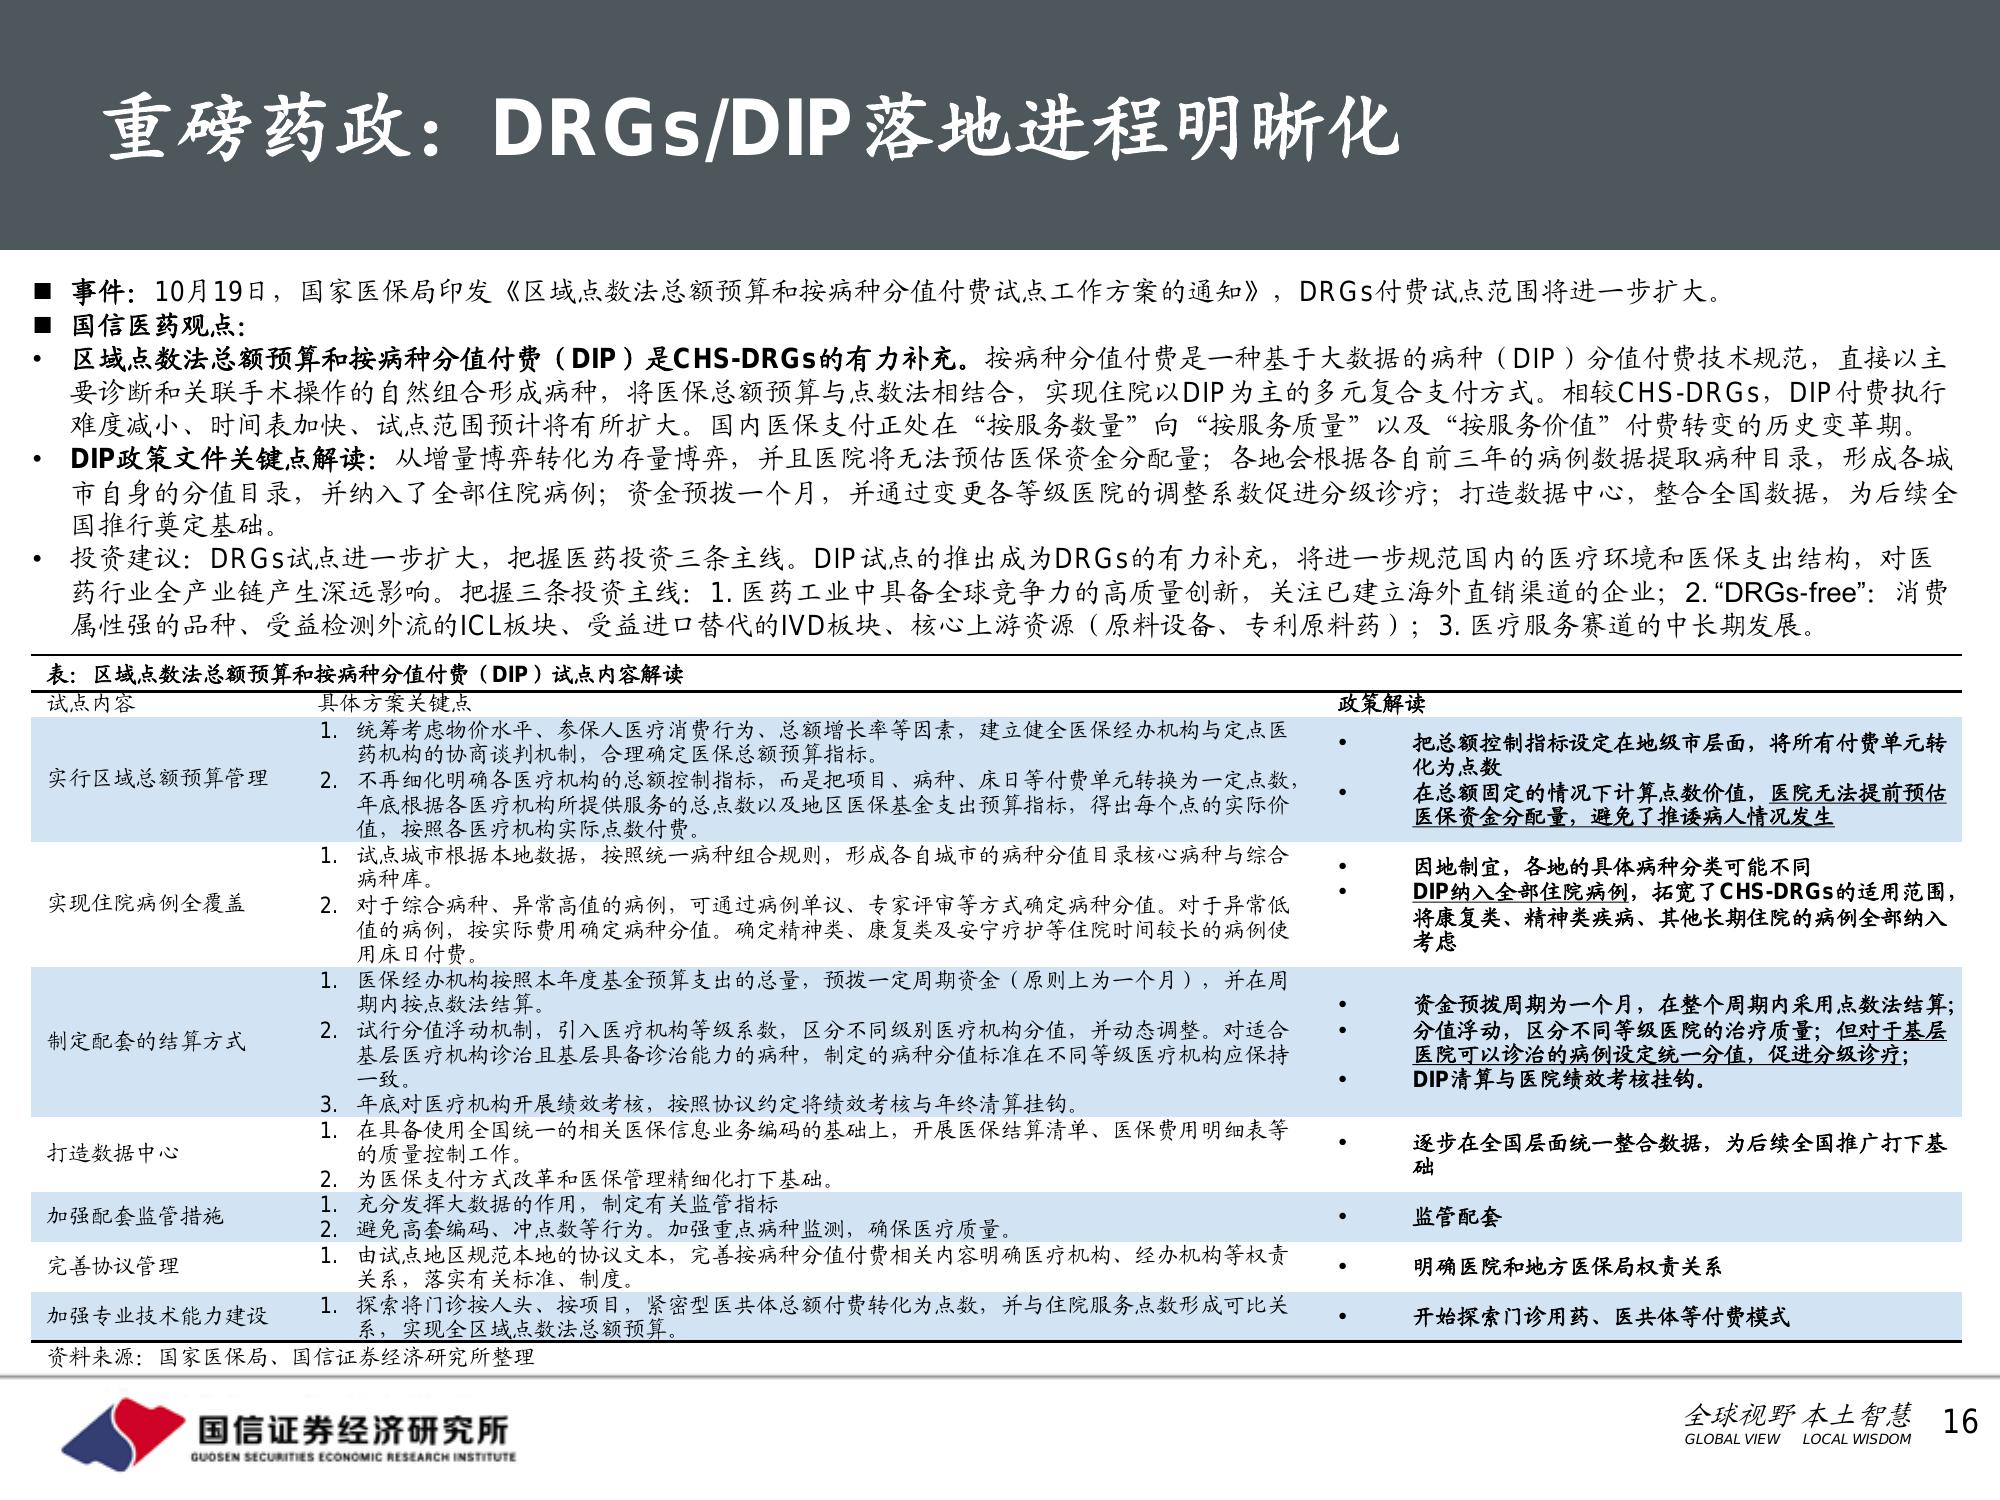 重磅药政：DRGs/DIP落地进程明晰化
■ 事件：10月19日，国家医保局印发《区域点数法总额预算和按病种分值付费试点工作方案的通知》，DRGs付费试点范围将进一步扩大。
■ 国信医药观点：
• 区域点数法总额预算和按病种分值付费（DIP）是CHS-DRGs的有力补充。按病种分值付费是一种基于大数据的病种（DIP）分值付费技术规范，直接以主
要诊断和关联手术操作的自然组合形成病种，将医保总额预算与点数法相结合，实现住院以DIP为主的多元复合支付方式。相较CHS-DRGs，DIP付费执行
难度减小、时间表加快、试点范围预计将有所扩大。国内医保支付正处在“按服务数量”向“按服务质量”以及“按服务价值”付费转变的历史变革期。
• DIP政策文件关键点解读：从增量博弈转化为存量博弈，并且医院将无法预估医保资金分配量；各地会根据各自前三年的病例数据提取病种目录，形成各城
市自身的分值目录，并纳入了全部住院病例；资金预拨一个月，并通过变更各等级医院的调整系数促进分级诊疗；打造数据中心，整合全国数据，为后续全
国推行奠定基础。
• 投资建议：DRGs试点进一步扩大，把握医药投资三条主线。DIP试点的推出成为DRGs的有力补充，将进一步规范国内的医疗环境和医保支出结构，对医
药行业全产业链产生深远影响。把握三条投资主线：1. 医药工业中具备全球竞争力的高质量创新，关注已建立海外直销渠道的企业；2. “DRGs-free”：消费
属性强的品种、受益检测外流的ICL板块、受益进口替代的IVD板块、核心上游资源（原料设备、专利原料药）；3. 医疗服务赛道的中长期发展。
表：区域点数法总额预算和按病种分值付费（DIP）试点内容解读
试点内容 具体方案关键点 政策解读
实行区域总额预算管理
1. 统筹考虑物价水平、参保人医疗消费行为、总额增长率等因素，建立健全医保经办机构与定点医
药机构的协商谈判机制，合理确定医保总额预算指标。
2. 不再细化明确各医疗机构的总额控制指标，而是把项目、病种、床日等付费单元转换为一定点数，
年底根据各医疗机构所提供服务的总点数以及地区医保基金支出预算指标，得出每个点的实际价
值，按照各医疗机构实际点数付费。
• 把总额控制指标设定在地级市层面，将所有付费单元转
化为点数
• 在总额固定的情况下计算点数价值，医院无法提前预估
医保资金分配量，避免了推诿病人情况发生
实现住院病例全覆盖
1. 试点城市根据本地数据，按照统一病种组合规则，形成各自城市的病种分值目录核心病种与综合
病种库。
2. 对于综合病种、异常高值的病例，可通过病例单议、专家评审等方式确定病种分值。对于异常低
值的病例，按实际费用确定病种分值。确定精神类、康复类及安宁疗护等住院时间较长的病例使
用床日付费。
• 因地制宜，各地的具体病种分类可能不同
• DIP纳入全部住院病例，拓宽了CHS-DRGs的适用范围，
将康复类、精神类疾病、其他长期住院的病例全部纳入
考虑
制定配套的结算方式
1. 医保经办机构按照本年度基金预算支出的总量，预拨一定周期资金（原则上为一个月），并在周
期内按点数法结算。
2. 试行分值浮动机制，引入医疗机构等级系数，区分不同级别医疗机构分值，并动态调整。对适合
基层医疗机构诊治且基层具备诊治能力的病种，制定的病种分值标准在不同等级医疗机构应保持
一致。
3. 年底对医疗机构开展绩效考核，按照协议约定将绩效考核与年终清算挂钩。
• 资金预拨周期为一个月，在整个周期内采用点数法结算；
• 分值浮动，区分不同等级医院的治疗质量；但对于基层
医院可以诊治的病例设定统一分值，促进分级诊疗；
• DIP清算与医院绩效考核挂钩。
打造数据中心
1. 在具备使用全国统一的相关医保信息业务编码的基础上，开展医保结算清单、医保费用明细表等
的质量控制工作。
2. 为医保支付方式改革和医保管理精细化打下基础。
• 逐步在全国层面统一整合数据，为后续全国推广打下基
础
加强配套监管措施
1. 充分发挥大数据的作用，制定有关监管指标
2. 避免高套编码、冲点数等行为。加强重点病种监测，确保医疗质量。
• 监管配套
完善协议管理
1. 由试点地区规范本地的协议文本，完善按病种分值付费相关内容明确医疗机构、经办机构等权责
关系，落实有关标准、制度。
• 明确医院和地方医保局权责关系
加强专业技术能力建设
1. 探索将门诊按人头、按项目，紧密型医共体总额付费转化为点数，并与住院服务点数形成可比关
系，实现全区域点数法总额预算。
• 开始探索门诊用药、医共体等付费模式
资料来源：国家医保局、国信证券经济研究所整理
国信证券经济研究所
GUOSEN SECURITIES ECONOMIC RESEARCH INSTITUTE
全球视野 本土智慧
GLOBAL VIEW LOCAL WISDOM
16